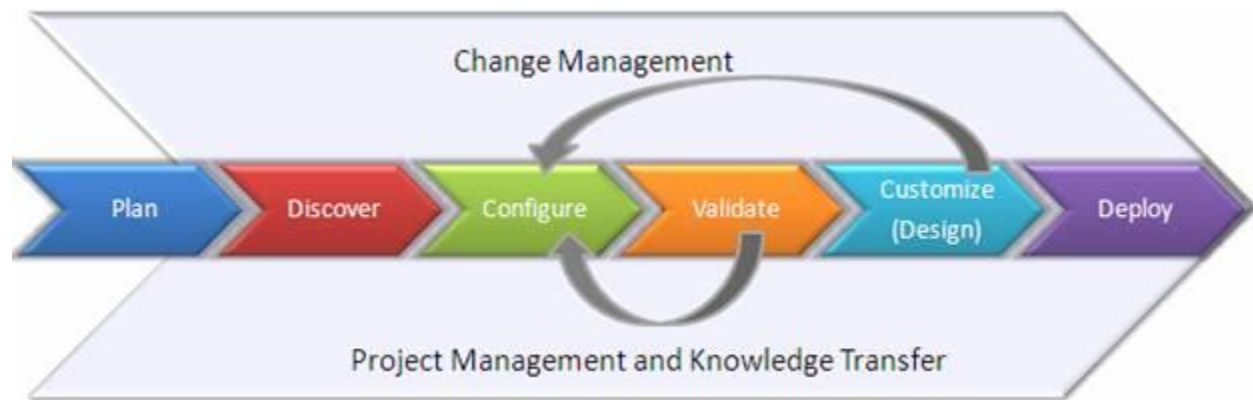 Change Management
Plan
Discover
Configure
Validate
Customize
(Design)
Deploy
Project Management and Knowledge Transfer